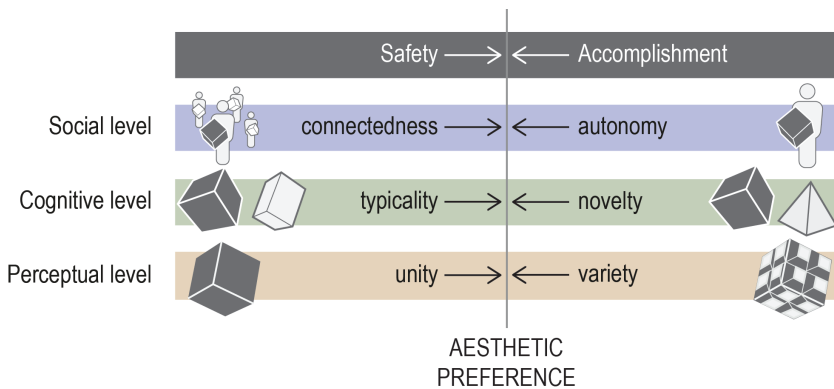 Safety Accomplishment
Social level connectedness autonomy
Cognitive level typicality novelty
Perceptual level unity variety
AESTHETIC
PREFERENCE